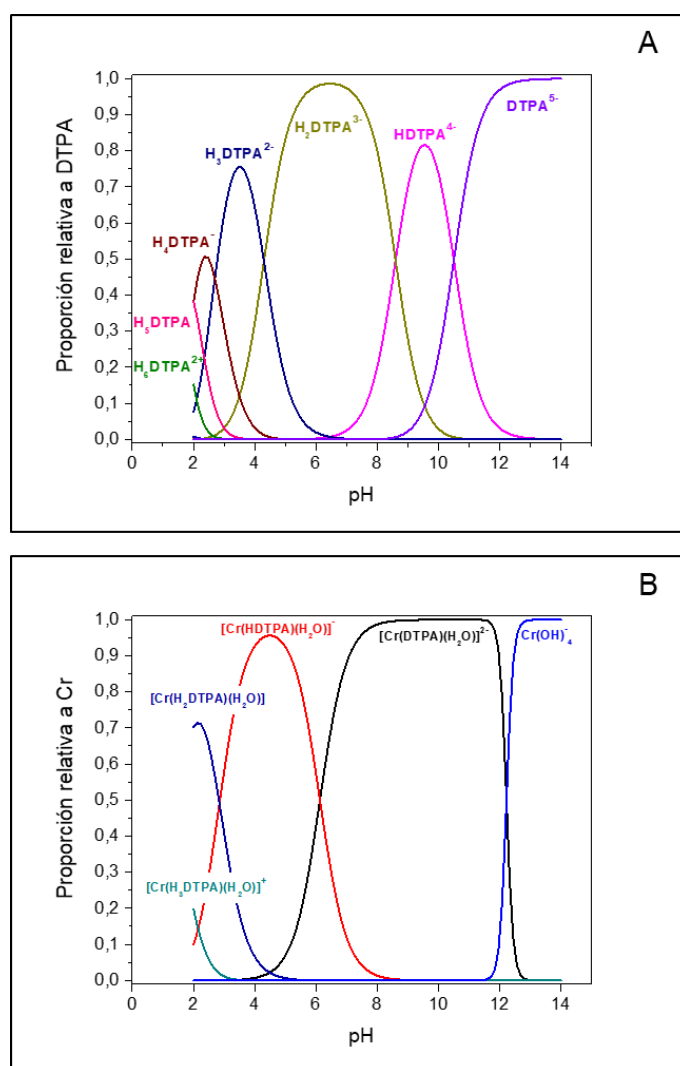 A
Proporción relativa a DTPA
1,0
0,9
0,8
0,7
0,6
0,5
0,4
0,3
0,2
0,1
0,0
H₆DTPA²⁺
H₅DTPA
H₄DTPA⁻
H₃DTPA²⁻
H₂DTPA³⁻
HDTPA⁴⁻
DTPA⁵⁻
0 2 4 6 8 10 12 14
pH
B
Proporción relativa a Cr
1,0
0,9
0,8
0,7
0,6
0,5
0,4
0,3
0,2
0,1
0,0
[Cr(H₃DTPA)(H₂O)]⁺
[Cr(H₂DTPA)(H₂O)]
[Cr(HDTPA)(H₂O)]⁻
[Cr(DTPA)(H₂O)]²⁻
Cr(OH)₄⁻
0 2 4 6 8 10 12 14
pH